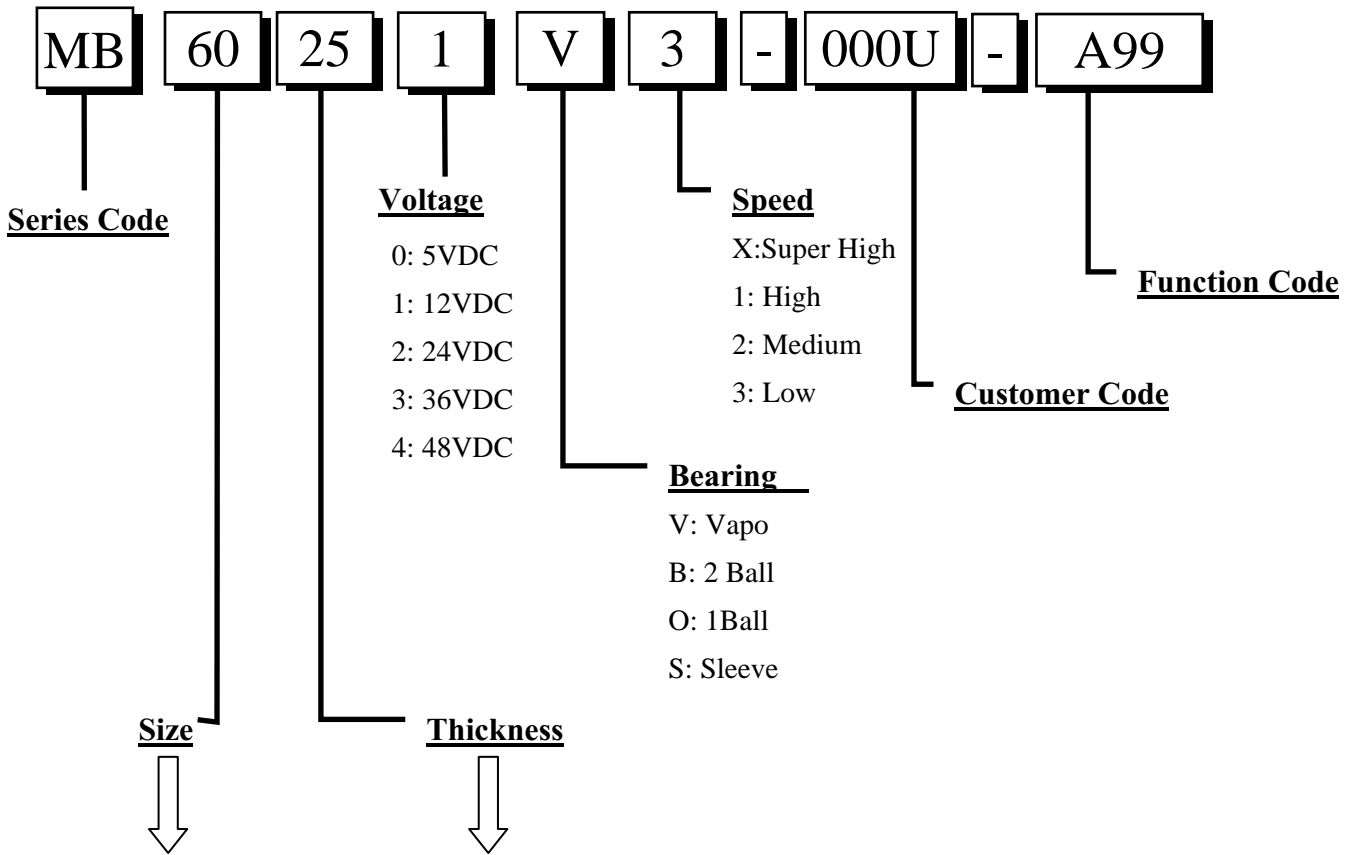 MB 60 25 1 V 3 - 000U - A99
Series Code
Voltage
0: 5VDC
1: 12VDC
2: 24VDC
3: 36VDC
4: 48VDC
Speed
X:Super High
1: High
2: Medium
3: Low
Function Code
Customer Code
Bearing
V: Vapo
B: 2 Ball
O: 1Ball
S: Sleeve
Size
Thickness